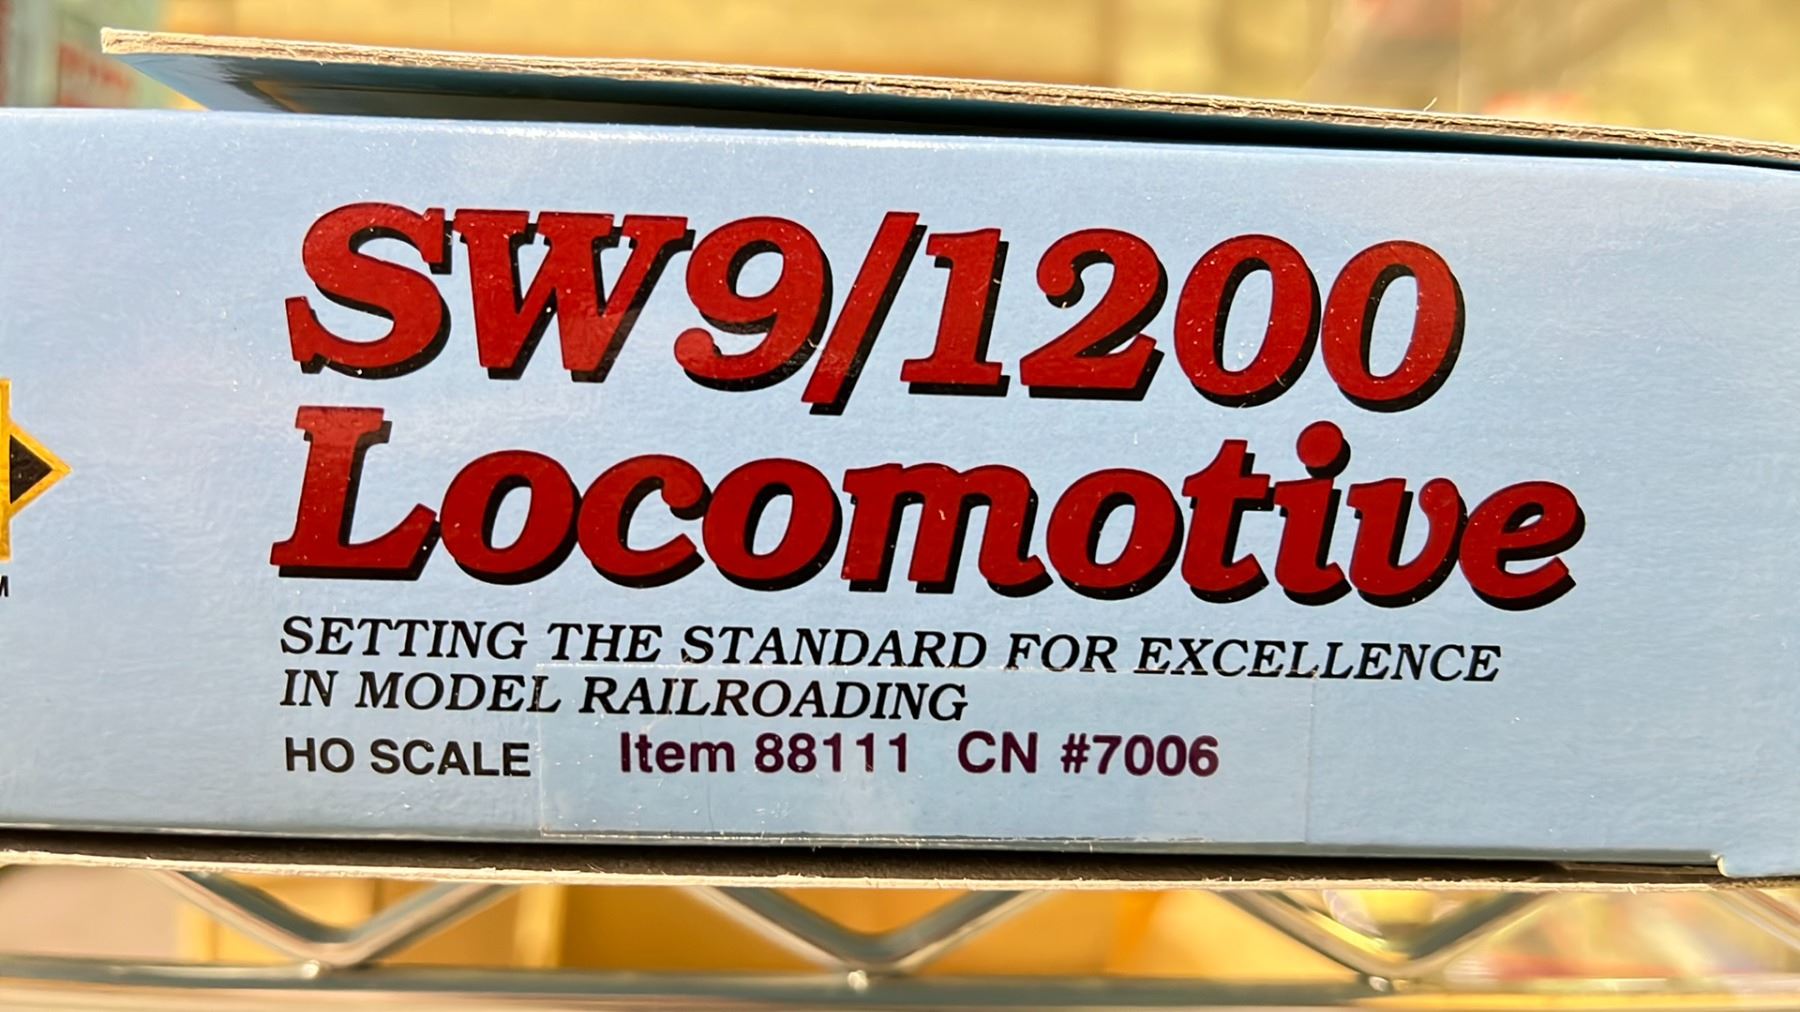 SW9/1200
Locomotive
SETTING THE STANDARD FOR EXCELLENCE
IN MODEL RAILROADING
HO SCALE Item 88111 CN #7006